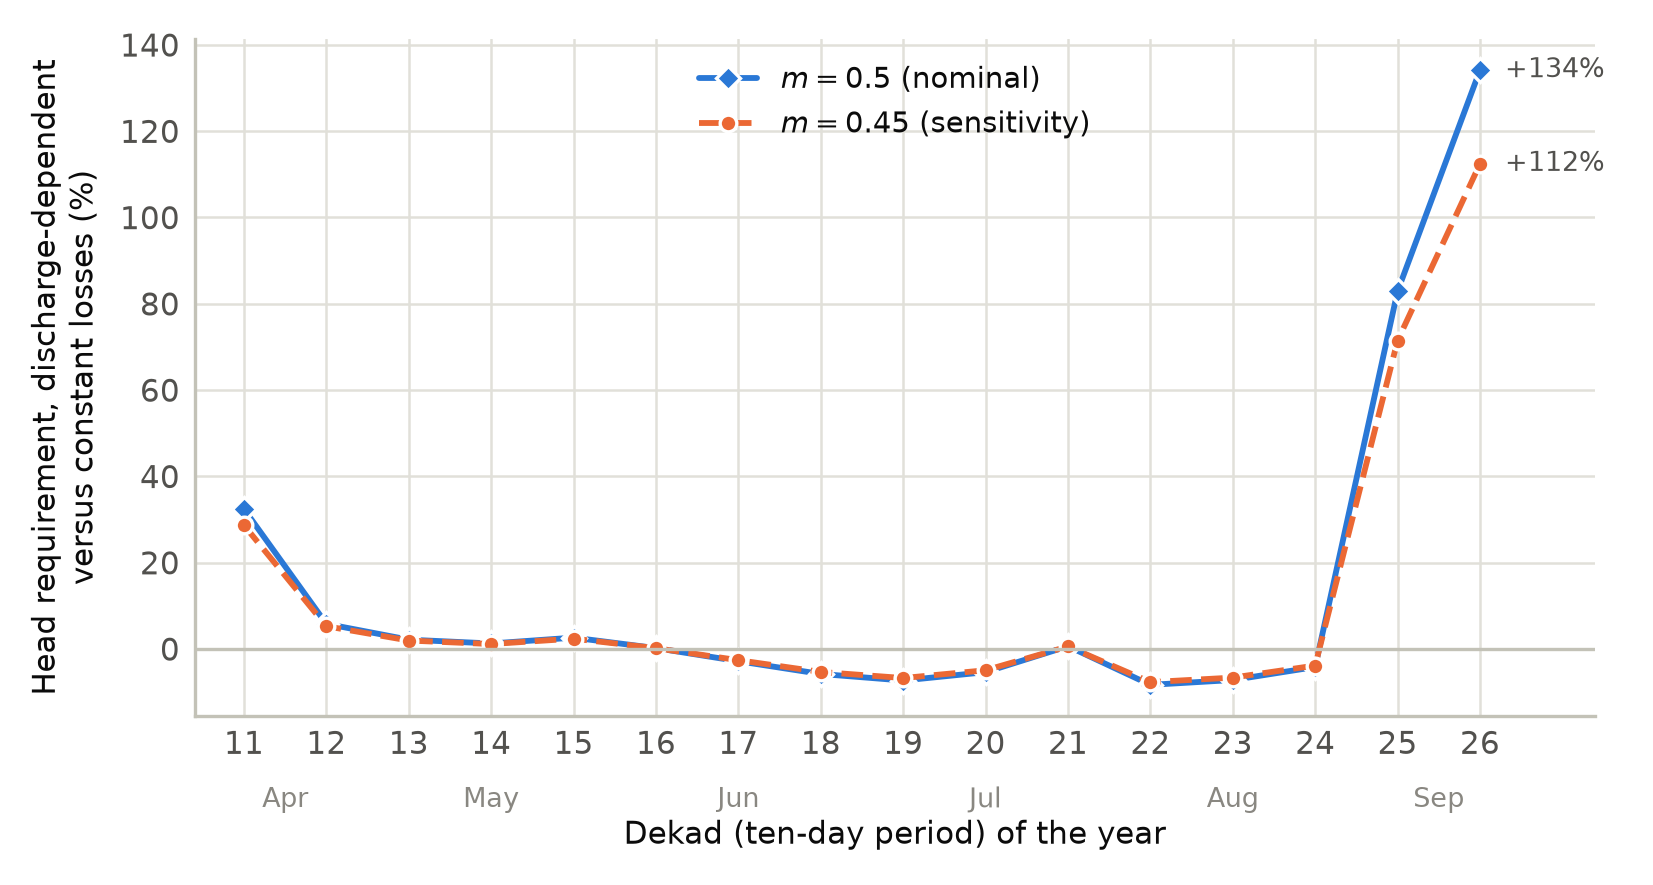 Head requirement, discharge-dependent
versus constant losses (%)
140
120
100
80
60
40
20
0
m = 0.5 (nominal)
m = 0.45 (sensitivity)
+134%
+112%
11 12 13 14 15 16 17 18 19 20 21 22 23 24 25 26
Apr May Jun Jul Aug Sep
Dekad (ten-day period) of the year